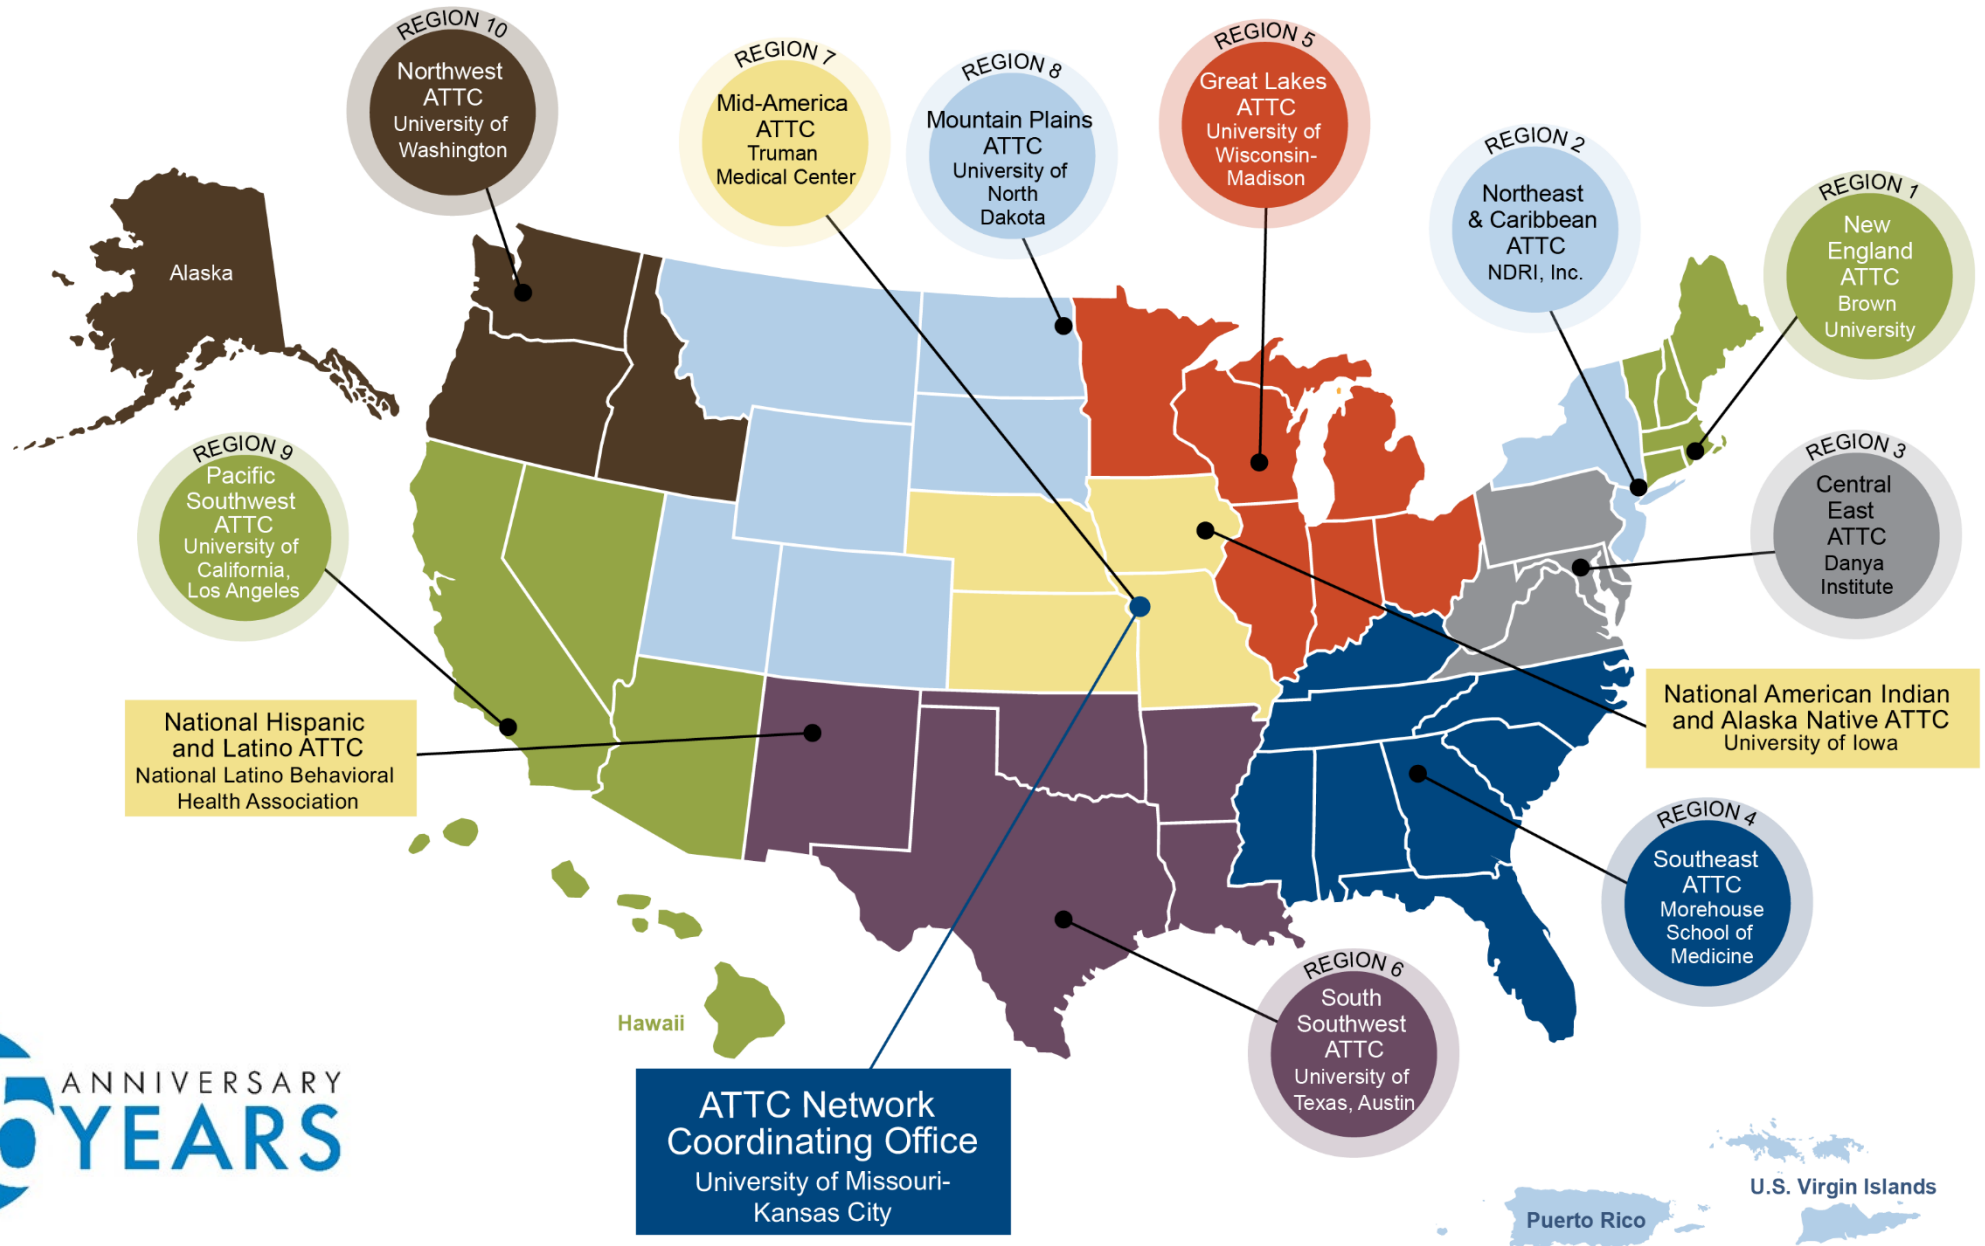 REGION 10
Northwest
ATTC
University of
Washington
REGION 7
Mid-America
ATTC
Truman
Medical Center
REGION 8
Mountain Plains
ATTC
University of
North
Dakota
REGION 5
Great Lakes
ATTC
University of
Wisconsin-
Madison
REGION 2
Northeast
& Caribbean
ATTC
NDRI, Inc.
REGION 1
New
England
ATTC
Brown
University
Alaska
REGION 9
Pacific
Southwest
ATTC
University of
California,
Los Angeles
REGION 3
Central
East
ATTC
Danya
Institute
National Hispanic
and Latino ATTC
National Latino Behavioral
Health Association
National American Indian
and Alaska Native ATTC
University of Iowa
REGION 4
Southeast
ATTC
Morehouse
School of
Medicine
REGION 6
South
Southwest
ATTC
University of
Texas, Austin
Hawaii
ATTC Network
Coordinating Office
University of Missouri-
Kansas City
ANNIVERSARY
YEARS
U.S. Virgin Islands
Puerto Rico